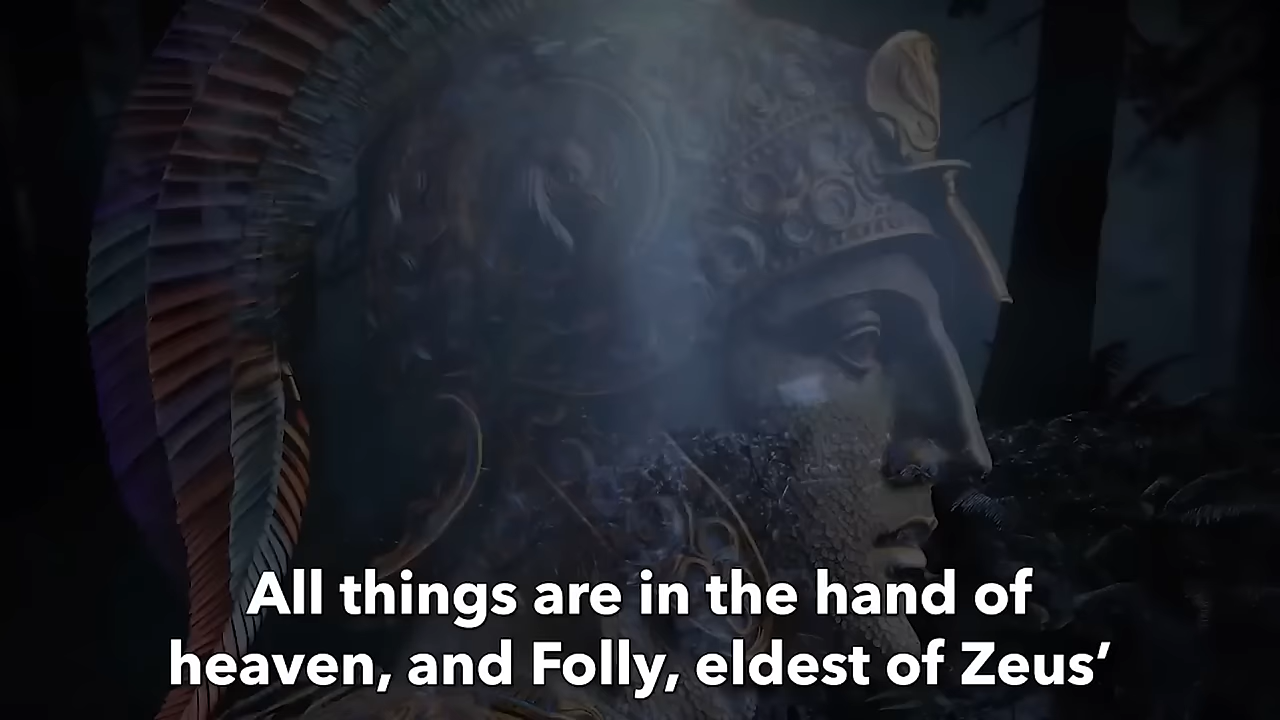 All things are in the hand of
heaven, and Folly, eldest of Zeus’